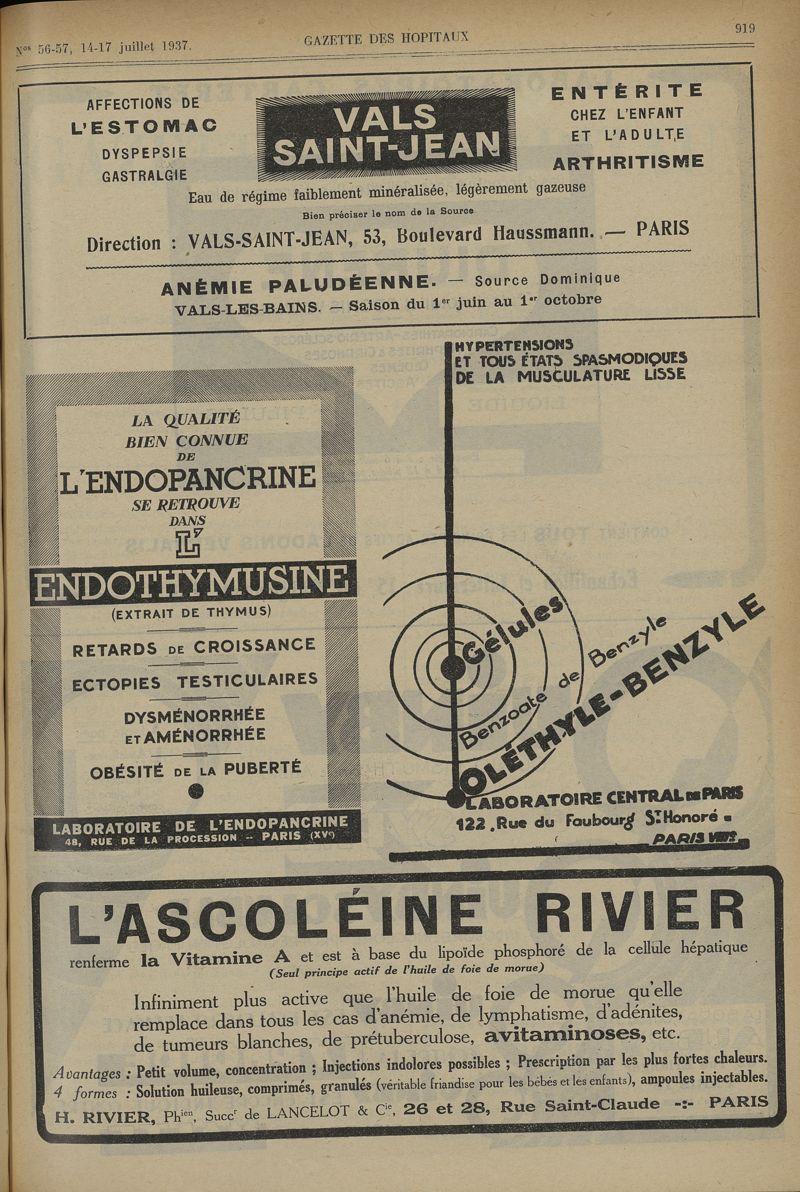 Nos 56-57, 14-17 juillet 1937.
GAZETTE DES HOPITAUX
919
AFFECTIONS DE
L'ESTOMAC
DYSPEPSIE
GASTRALGIE
VALS
SAINT-JEAN
ENTÉRITE
CHEZ L'ENFANT
ET L'ADULTE
ARTHRITISME
Eau de régime faiblement minéralisée, légèrement gazeuse
Bien préciser le nom de la Source
Direction : VALS-SAINT-JEAN, 53, Boulevard Haussmann. — PARIS
ANÉMIE PALUDÉENNE. — Source Dominique
VALS-LES-BAINS. — Saison du 1er juin au 1er octobre
LA QUALITÉ
BIEN CONNUE
DE
L'ENDOPANCRINE
SE RETROUVE
DANS
L'
ENDOTHYMUSINE
(EXTRAIT DE THYMUS)
RETARDS DE CROISSANCE
ECTOPIES TESTICULAIRES
DYSMÉNORRHÉE
ET AMÉNORRHÉE
OBÉSITÉ DE LA PUBERTÉ
LABORATOIRE DE L'ENDOPANCRINE
48, RUE DE LA PROCESSION – PARIS (XVe)
HYPERTENSIONS
ET TOUS ÉTATS SPASMODIQUES
DE LA MUSCULATURE LISSE
Gélules
Benzoate de Benzyle
OLÉTHYLE-BENZYLE
LABORATOIRE CENTRAL DE PARIS
122, Rue du Faubourg St Honoré
PARIS VIIIe
L'ASCOLÉINE RIVIER
renferme la Vitamine A et est à base du lipoïde phosphoré de la cellule hépatique
(Seul principe actif de l'huile de foie de morue)
Infiniment plus active que l'huile de foie de morue qu'elle
remplace dans tous les cas d'anémie, de lymphatisme, d'adénites,
de tumeurs blanches, de prétuberculose, avitaminoses, etc.
Avantages : Petit volume, concentration ; Injections indolores possibles ; Prescription par les plus fortes chaleurs.
4 formes : Solution huileuse, comprimés, granulés (véritable friandise pour les bébés et les enfants), ampoules injectables.
H. RIVIER, Phien, Succr de LANCELOT & Cie, 26 et 28, Rue Saint-Claude -:- PARIS